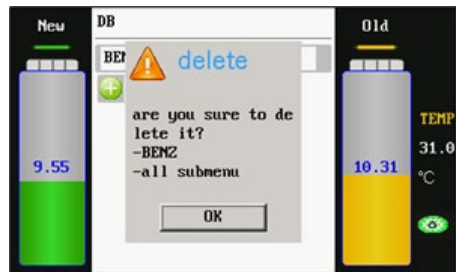 New
DB
Old
BEN
delete
are you sure to de
lete it?
-BENZ
-all submenu
OK
9.55
10.31
TEMP
31.0
°C